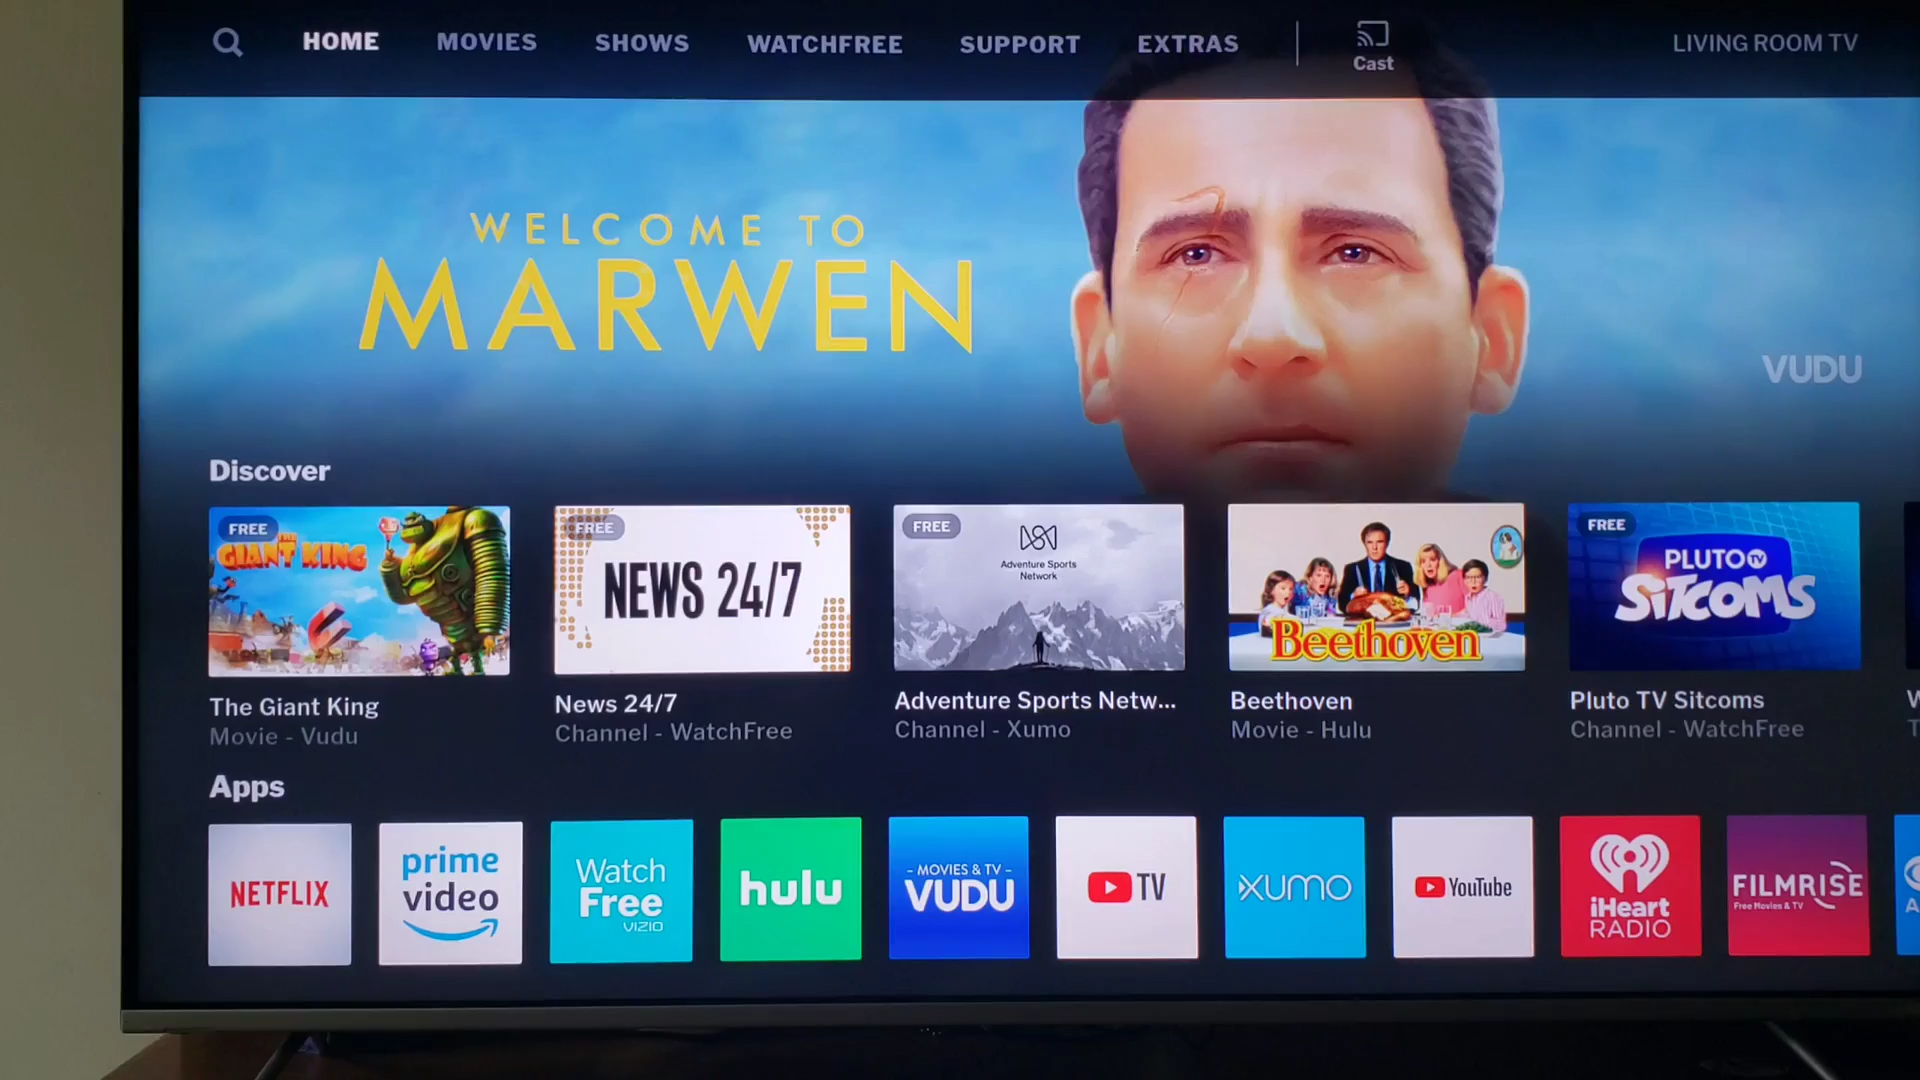 HOME MOVIES SHOWS WATCHFREE SUPPORT EXTRAS Cast LIVING ROOM TV
WELCOME TO
MARWEN
VUDU
Discover
FREE
THE
GIANT KING
FREE
NEWS 24/7
FREE
Adventure Sports
Network
Beethoven
FREE
PLUTO TV
SITCOMS
The Giant King
Movie - Vudu
News 24/7
Channel - WatchFree
Adventure Sports Netw...
Channel - Xumo
Beethoven
Movie - Hulu
Pluto TV Sitcoms
Channel - WatchFree
Apps
NETFLIX
prime
video
Watch
Free
VIZIO
hulu
- MOVIES & TV -
VUDU
TV
XUMO
YouTube
iHeart
RADIO
FILMRISE
Free Movies & TV